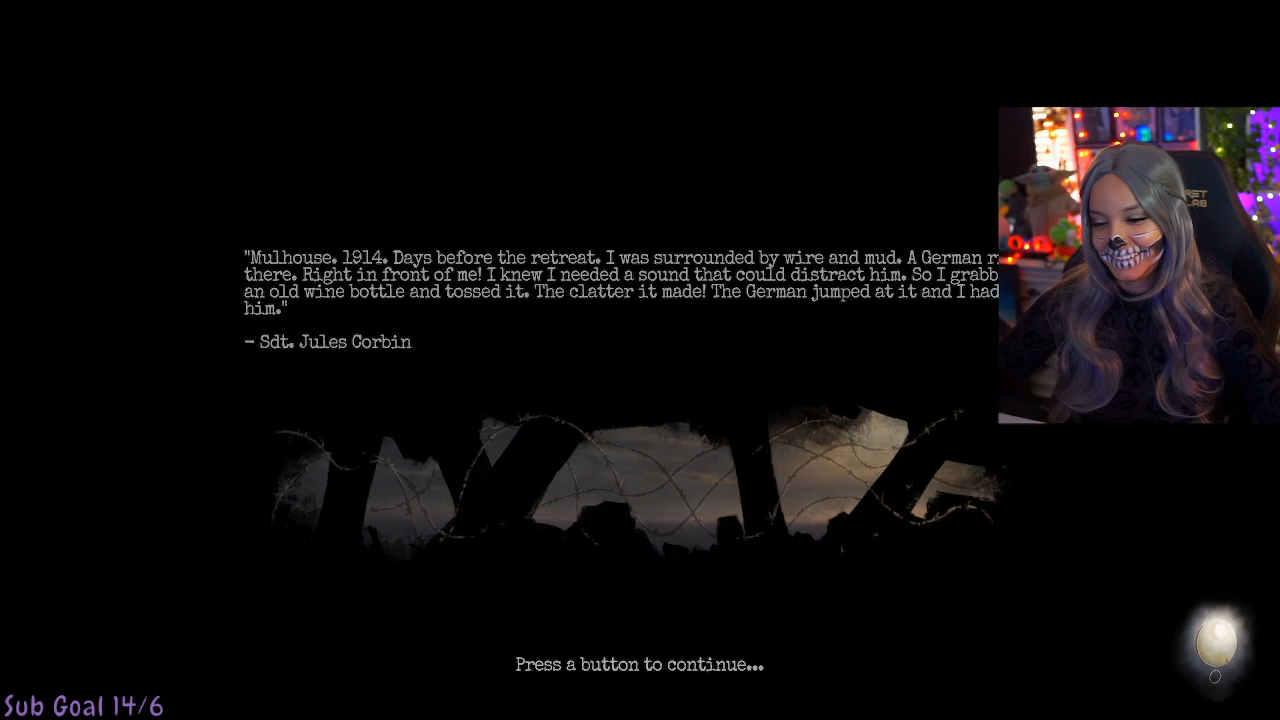 "Mulhouse. 1914. Days before the retreat. I was surrounded by wire and mud. A German
there. Right in front of me! I knew I needed a sound that could distract him. So I
an old wine bottle and tossed it. The clatter it made! The German jumped at it and I had
him."
- Sdt. Jules Corbin
Press a button to continue...
Sub Goal 14/6